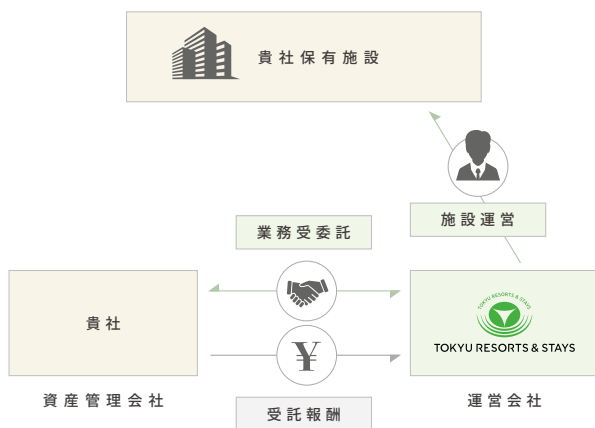 貴社保有施設
施設運営
業務受委託
貴社
¥
TOKYU RESORTS & STAYS
TOKYU RESORTS & STAYS
資産管理会社
運営会社
受託報酬